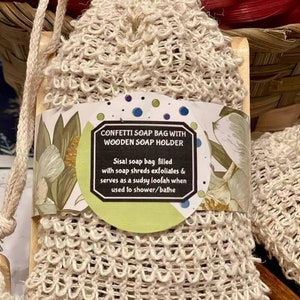 CONFETTI SOAP BAG WITH
WOODEN SOAP HOLDER
Sisal soap bag filled
with soap shreds exfoliates &
serves as a sudsy loofah when
used to shower/bathe